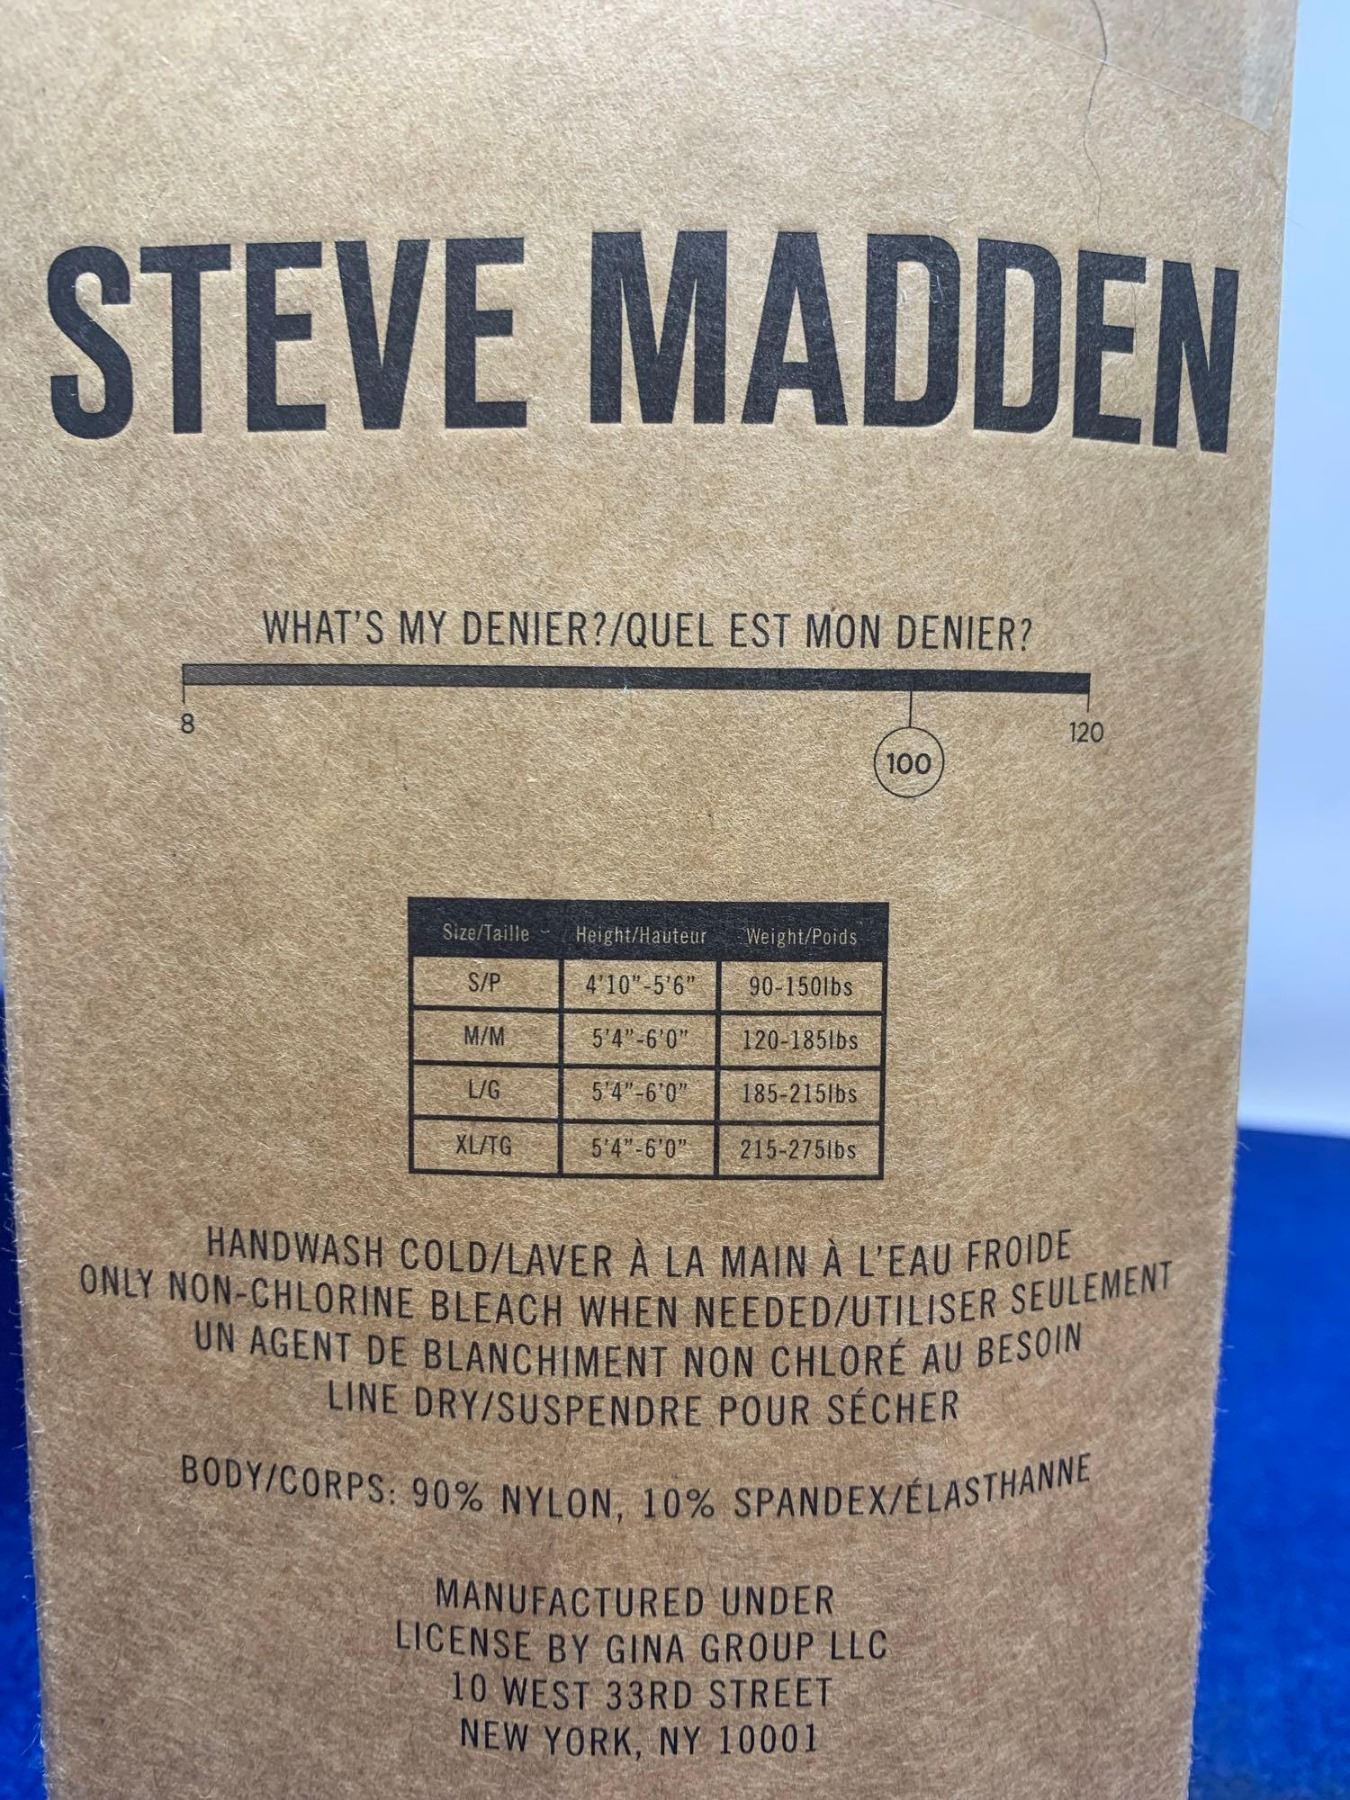 STEVE MADDEN
WHAT'S MY DENIER?/QUEL EST MON DENIER?
8 120
100
Size/Taille Height/Hauteur Weight/Poids
S/P 4'10"-5'6" 90-150lbs
M/M 5'4"-6'0" 120-185lbs
L/G 5'4"-6'0" 185-215lbs
XL/TG 5'4"-6'0" 215-275lbs
HANDWASH COLD/LAVER À LA MAIN À L'EAU FROIDE
ONLY NON-CHLORINE BLEACH WHEN NEEDED/UTILISER SEULEMENT
UN AGENT DE BLANCHIMENT NON CHLORÉ AU BESOIN
LINE DRY/SUSPENDRE POUR SÉCHER
BODY/CORPS: 90% NYLON, 10% SPANDEX/ÉLASTHANNE
MANUFACTURED UNDER
LICENSE BY GINA GROUP LLC
10 WEST 33RD STREET
NEW YORK, NY 10001